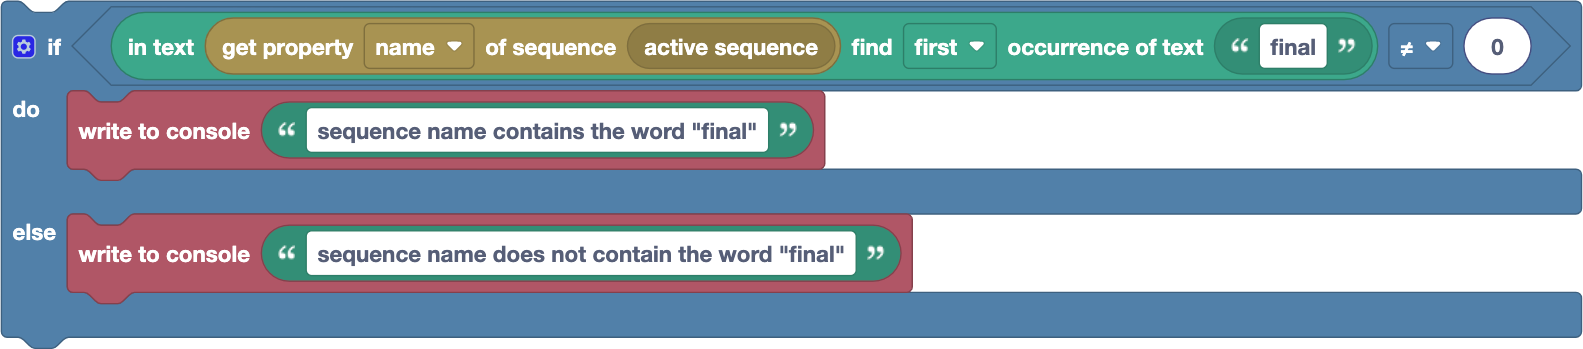 if in text get property name of sequence active sequence find first occurrence of text “ final ” ≠ 0
do write to console “ sequence name contains the word "final" ”
else write to console “ sequence name does not contain the word "final" ”